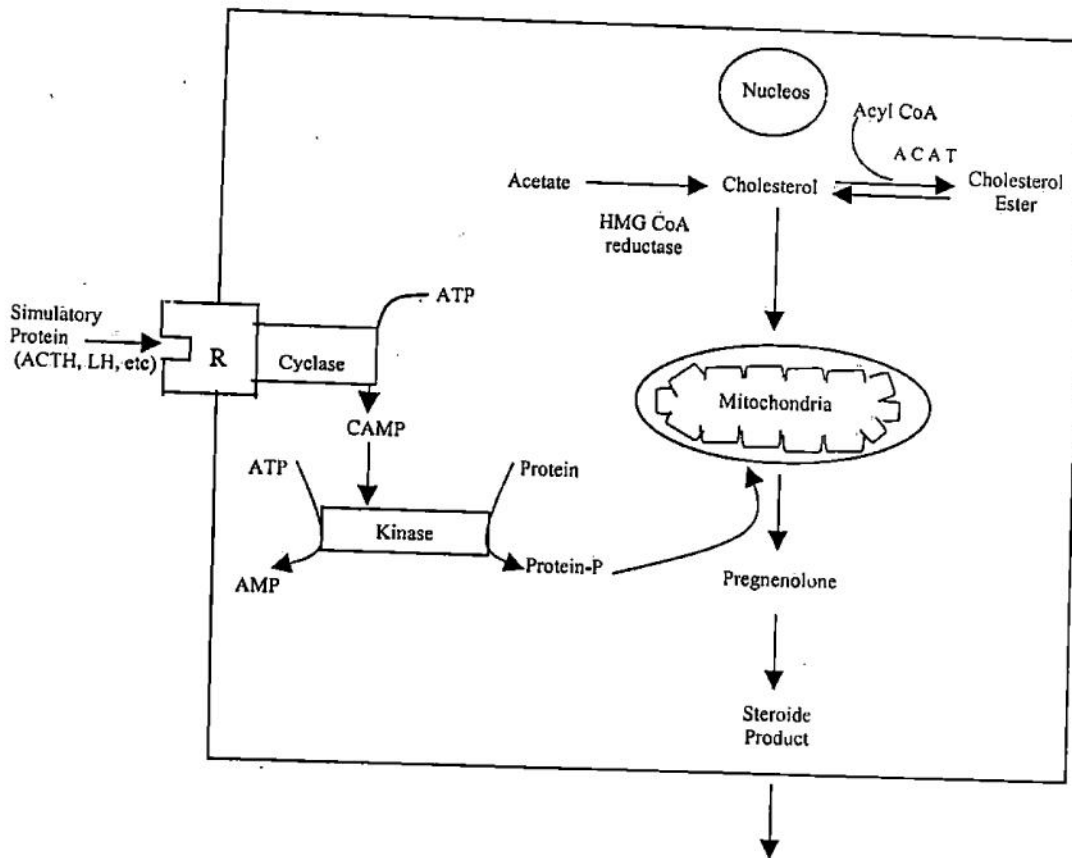 Nucleos
Acyl CoA
A C A T
Acetate
Cholesterol
Cholesterol
Ester
HMG CoA
reductase
ATP
Simulatory
Protein
(ACTH, LH, etc)
R
Cyclase
Mitochondria
CAMP
ATP
Protein
Kinase
AMP
Protein-P
Pregnenolone
Steroide
Product